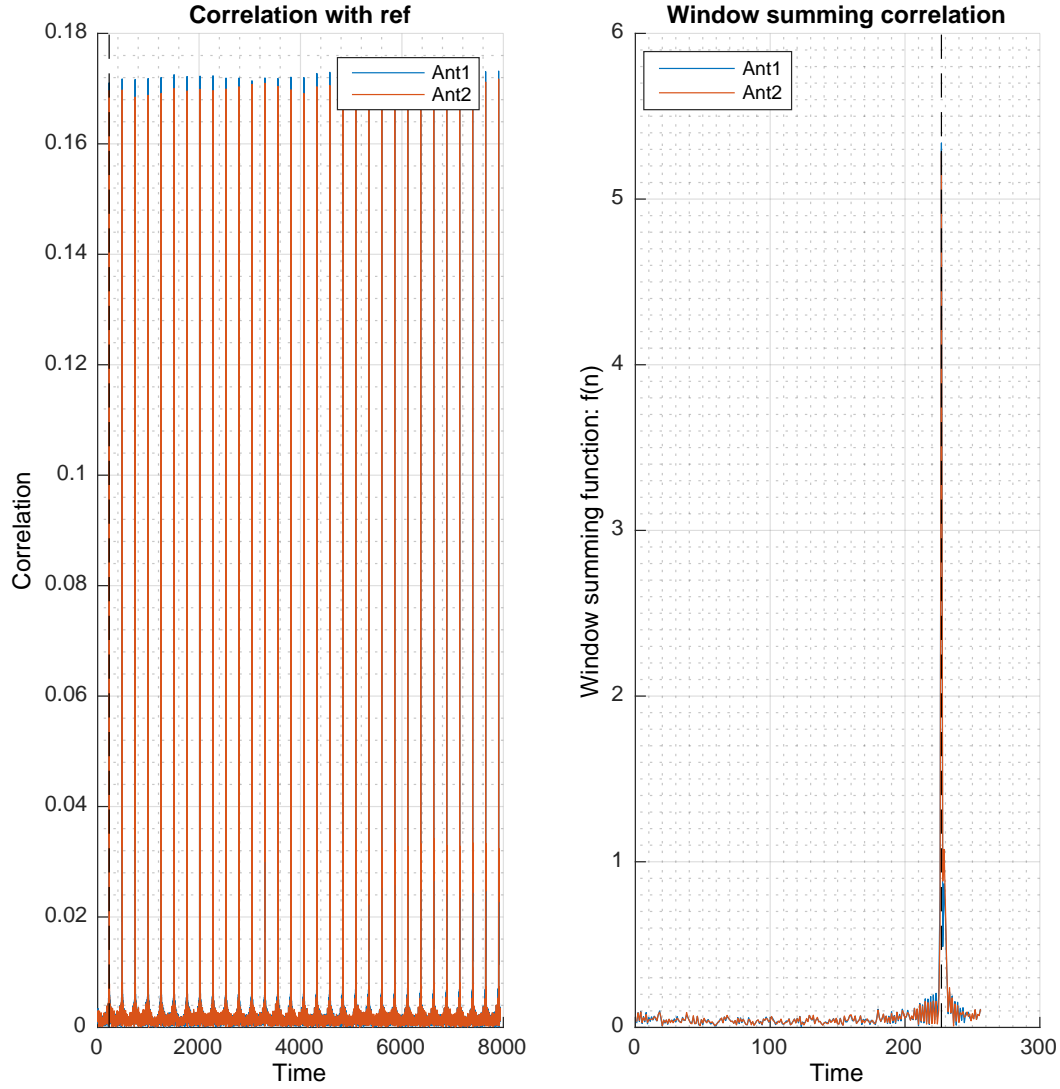 Correlation with ref
0.18
0.16
0.14
0.12
0.1
0.08
0.06
0.04
0.02
0
Correlation
Ant1
Ant2
0 2000 4000 6000 8000
Time
Window summing correlation
6
5
4
3
2
1
0
Window summing function: f(n)
Ant1
Ant2
0 100 200 300
Time